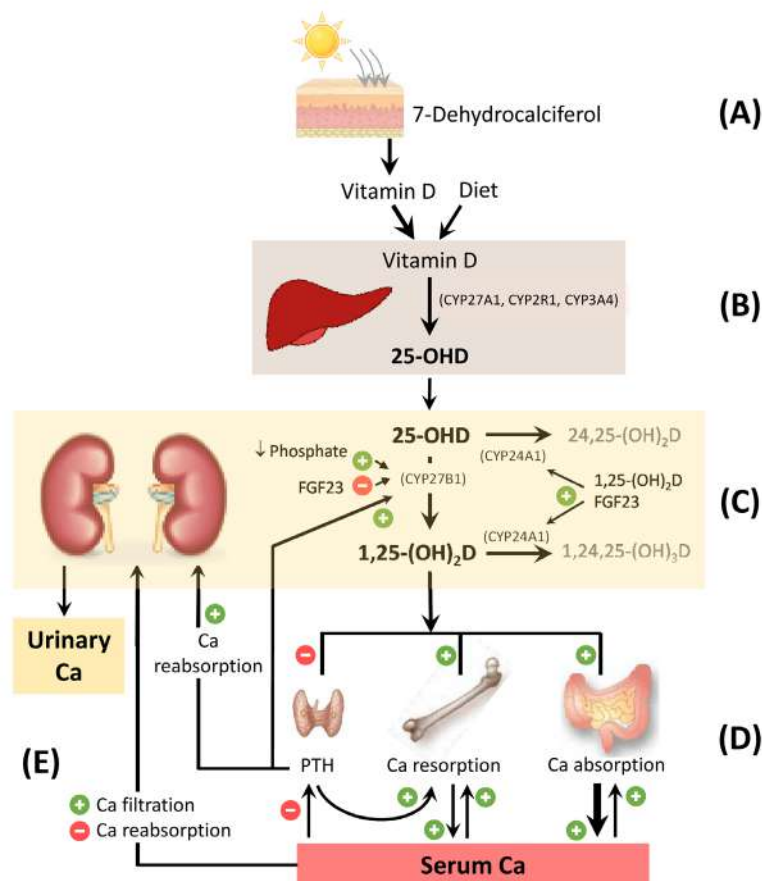 7-Dehydrocalciferol
(A)
Vitamin D
Diet
Vitamin D
(CYP27A1, CYP2R1, CYP3A4)
(B)
25-OHD
25-OHD
24,25-(OH)₂D
↓ Phosphate
+
(CYP24A1)
FGF23
−
(CYP27B1)
1,25-(OH)₂D
+
FGF23
+
(C)
(CYP24A1)
1,25-(OH)₂D
1,24,25-(OH)₃D
Urinary
Ca
+
Ca
reabsorption
−
+
+
(D)
(E)
PTH
Ca resorption
Ca absorption
+ Ca filtration
− Ca reabsorption
−
+
+
+
+
+
Serum Ca